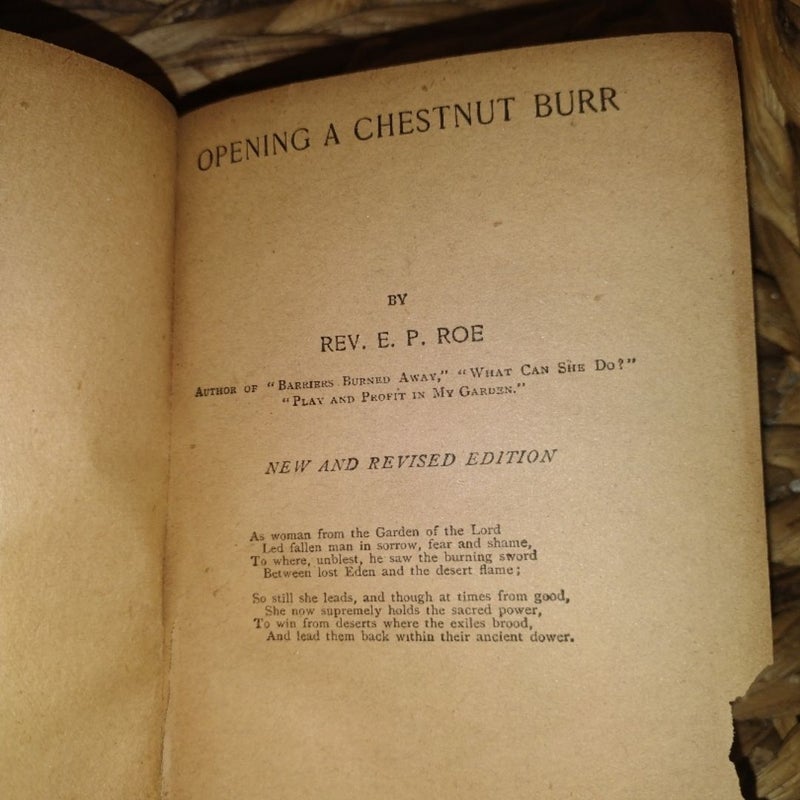 OPENING A CHESTNUT BURR
BY
REV. E. P. ROE
AUTHOR OF "BARRIERS BURNED AWAY," "WHAT CAN SHE DO?"
"PLAY AND PROFIT IN MY GARDEN."
NEW AND REVISED EDITION
As woman from the Garden of the Lord
Led fallen man in sorrow, fear and shame,
To where, unblest, he saw the burning sword
Between lost Eden and the desert flame;
So still she leads, and though at times from good,
She now supremely holds the sacred power,
To win from deserts where the exiles brood,
And lead them back within their ancient dower.